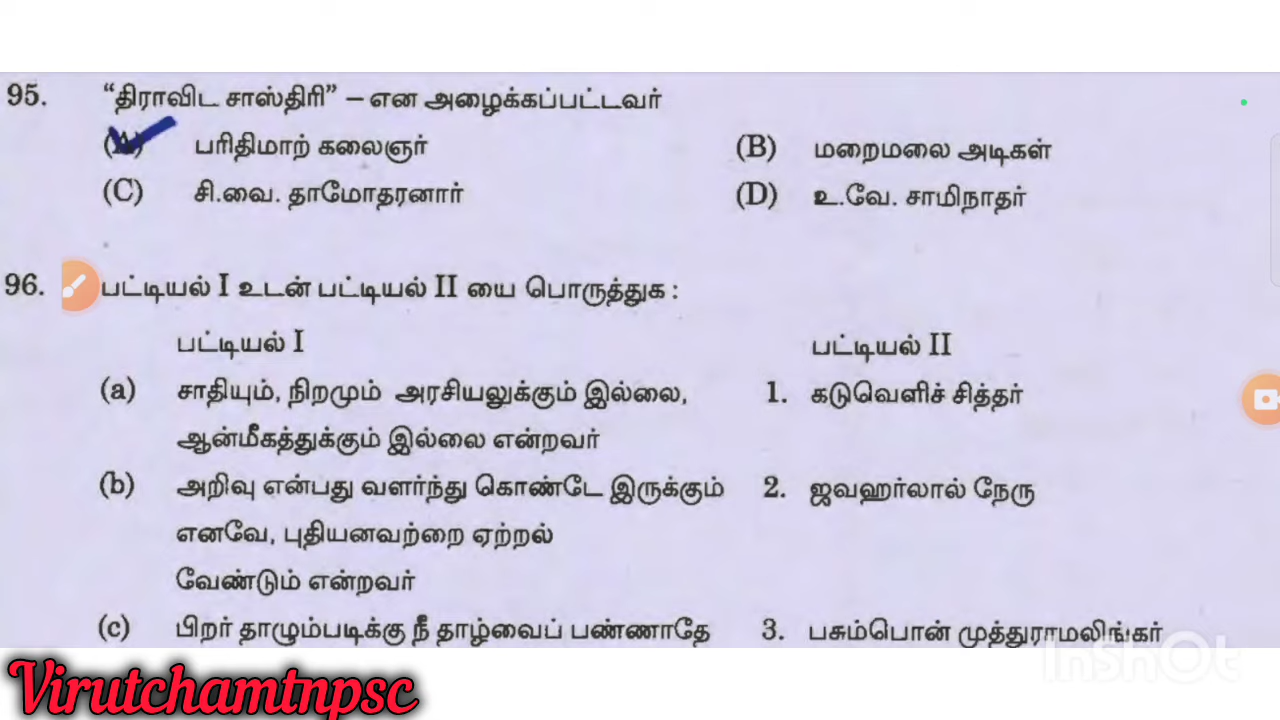 95. “திராவிட சாஸ்திரி” – என அழைக்கப்பட்டவர்
(A) பரிதிமாற் கலைஞர் (B) மறைமலை அடிகள்
(C) சி.வை. தாமோதரனார் (D) உ.வே. சாமிநாதர்
96. பட்டியல் I உடன் பட்டியல் II யை பொருத்துக :
பட்டியல் I பட்டியல் II
(a) சாதியும், நிறமும் அரசியலுக்கும் இல்லை, 1. கடுவெளிச் சித்தர்
ஆன்மீகத்துக்கும் இல்லை என்றவர்
(b) அறிவு என்பது வளர்ந்து கொண்டே இருக்கும் 2. ஜவஹர்லால் நேரு
எனவே, புதியனவற்றை ஏற்றல்
வேண்டும் என்றவர்
(c) பிறர் தாழும்படிக்கு நீ தாழ்வைப் பண்ணாதே 3. பசும்பொன் முத்துராமலிங்கர்
InShOt
Virutchamtnpsc